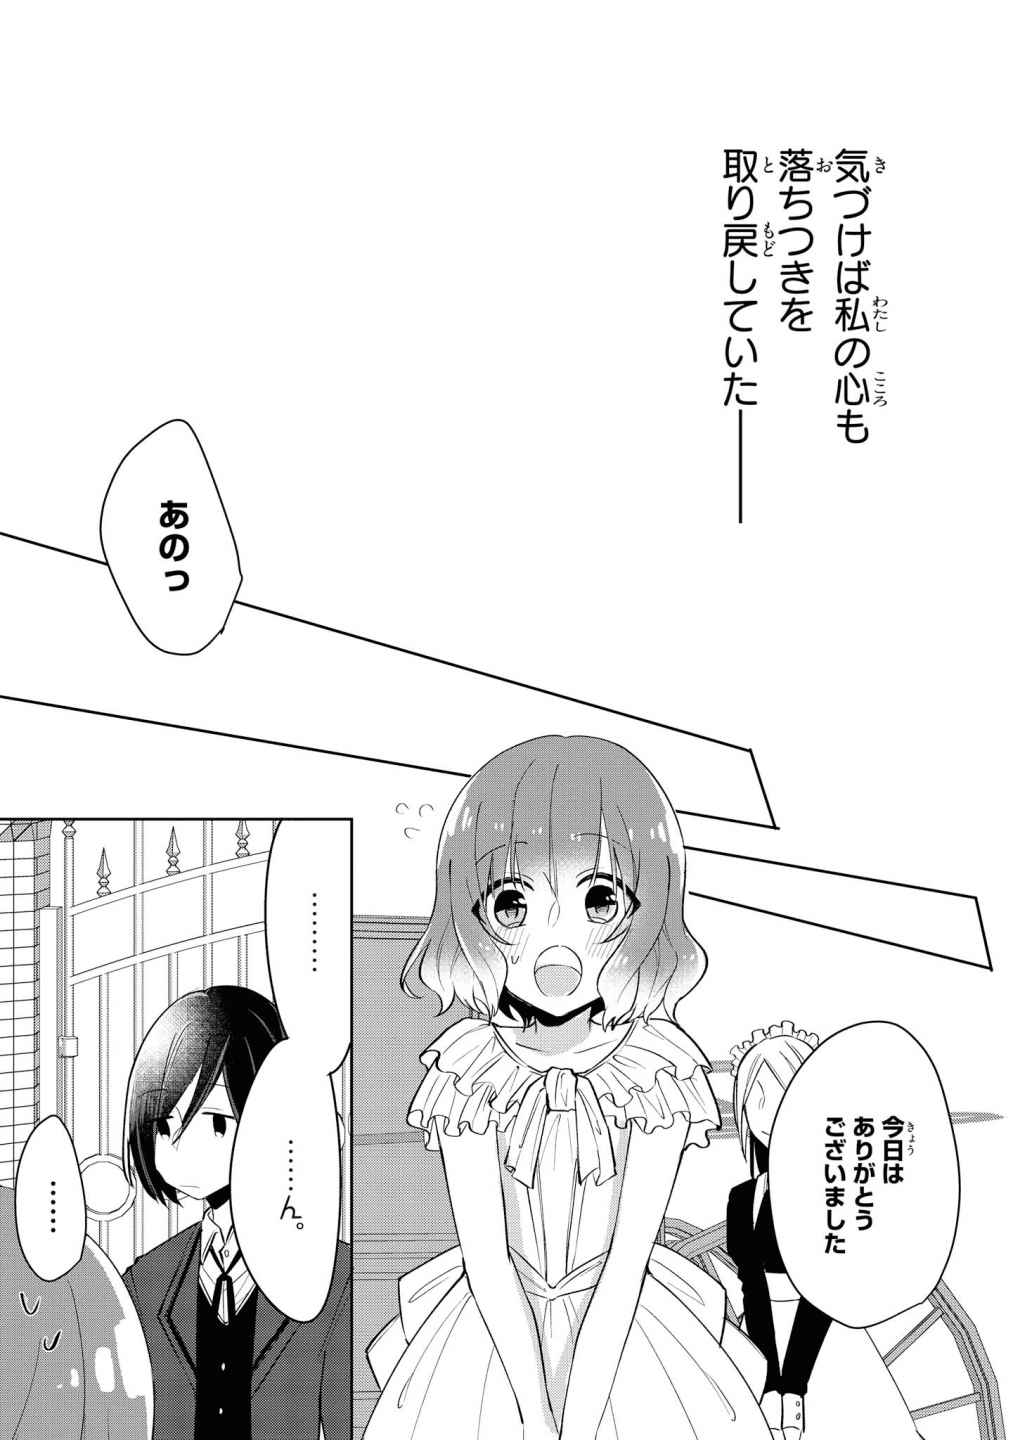 気づけば私の心も
落ちつきを
取り戻していた――
あのっ
今日は
ありがとう
ございました
………
……ん。
……